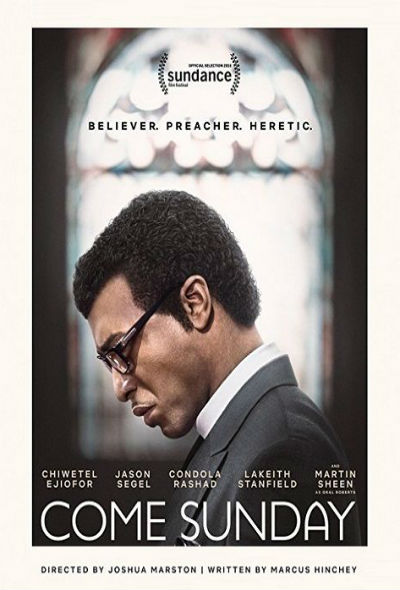 OFFICIAL SELECTION 2018
sundance
film festival
BELIEVER. PREACHER. HERETIC.
CHIWETEL EJIOFOR
JASON SEGEL
CONDOLA RASHAD
LAKEITH STANFIELD
AND MARTIN SHEEN
AS ORAL ROBERTS
COME SUNDAY
DIRECTED BY JOSHUA MARSTON | WRITTEN BY MARCUS HINCHEY